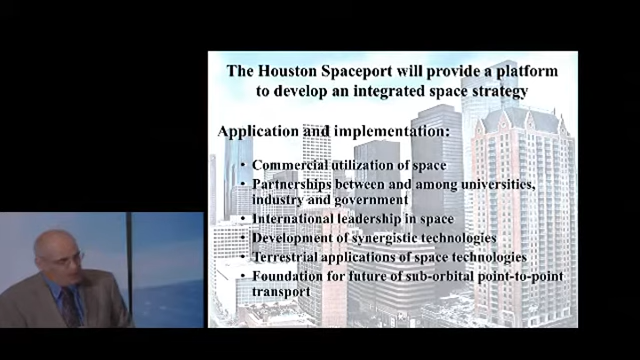 The Houston Spaceport will provide a platform
to develop an integrated space strategy
Application and implementation:
• Commercial utilization of space
• Partnerships between and among universities,
industry and government
• International leadership in space
• Development of synergistic technologies
• Terrestrial applications of space technologies
• Foundation for future of sub-orbital point-to-point
transport